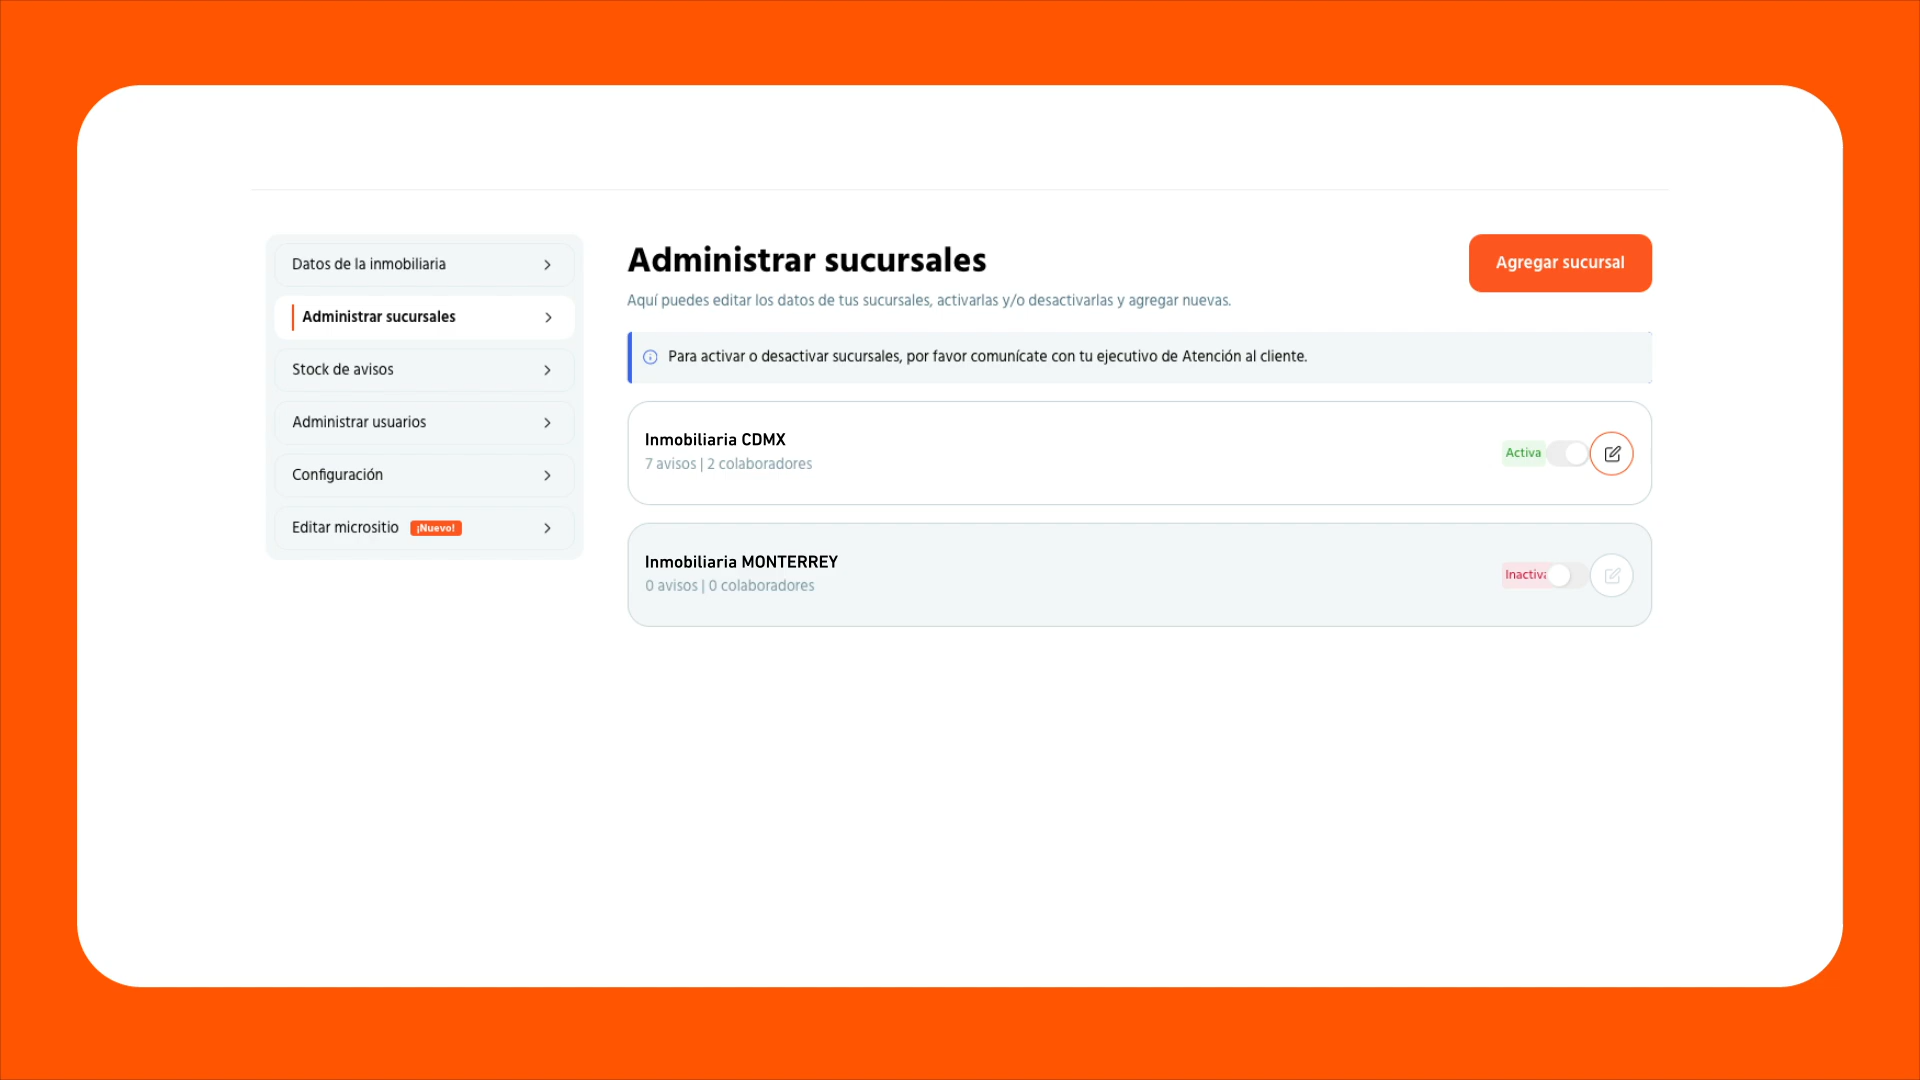 Datos de la inmobiliaria
Administrar sucursales
Stock de avisos
Administrar usuarios
Configuración
Editar micrositio ¡Nuevo!
Administrar sucursales
Agregar sucursal
Aquí puedes editar los datos de tus sucursales, activarlas y/o desactivarlas y agregar nuevas.
Para activar o desactivar sucursales, por favor comunícate con tu ejecutivo de Atención al cliente.
Inmobiliaria CDMX
7 avisos | 2 colaboradores
Activa
Inmobiliaria MONTERREY
0 avisos | 0 colaboradores
Inactiva